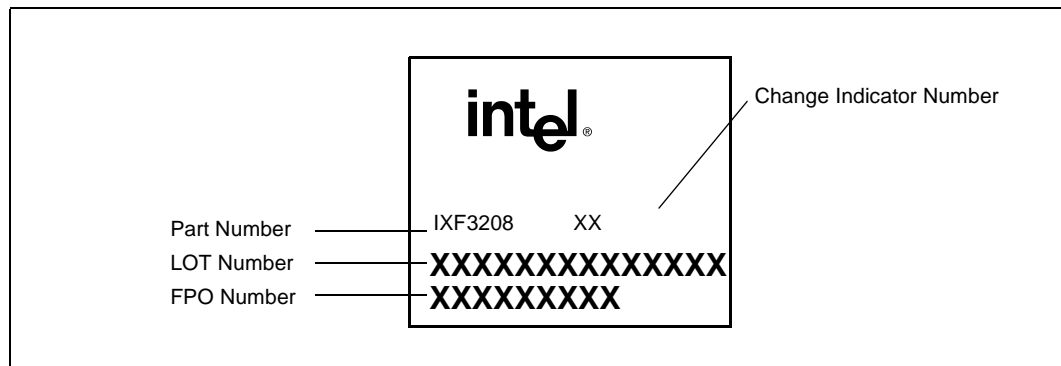 intel®
Change Indicator Number
Part Number
IXF3208 XX
LOT Number
XXXXXXXXXXXXXX
FPO Number
XXXXXXXXX